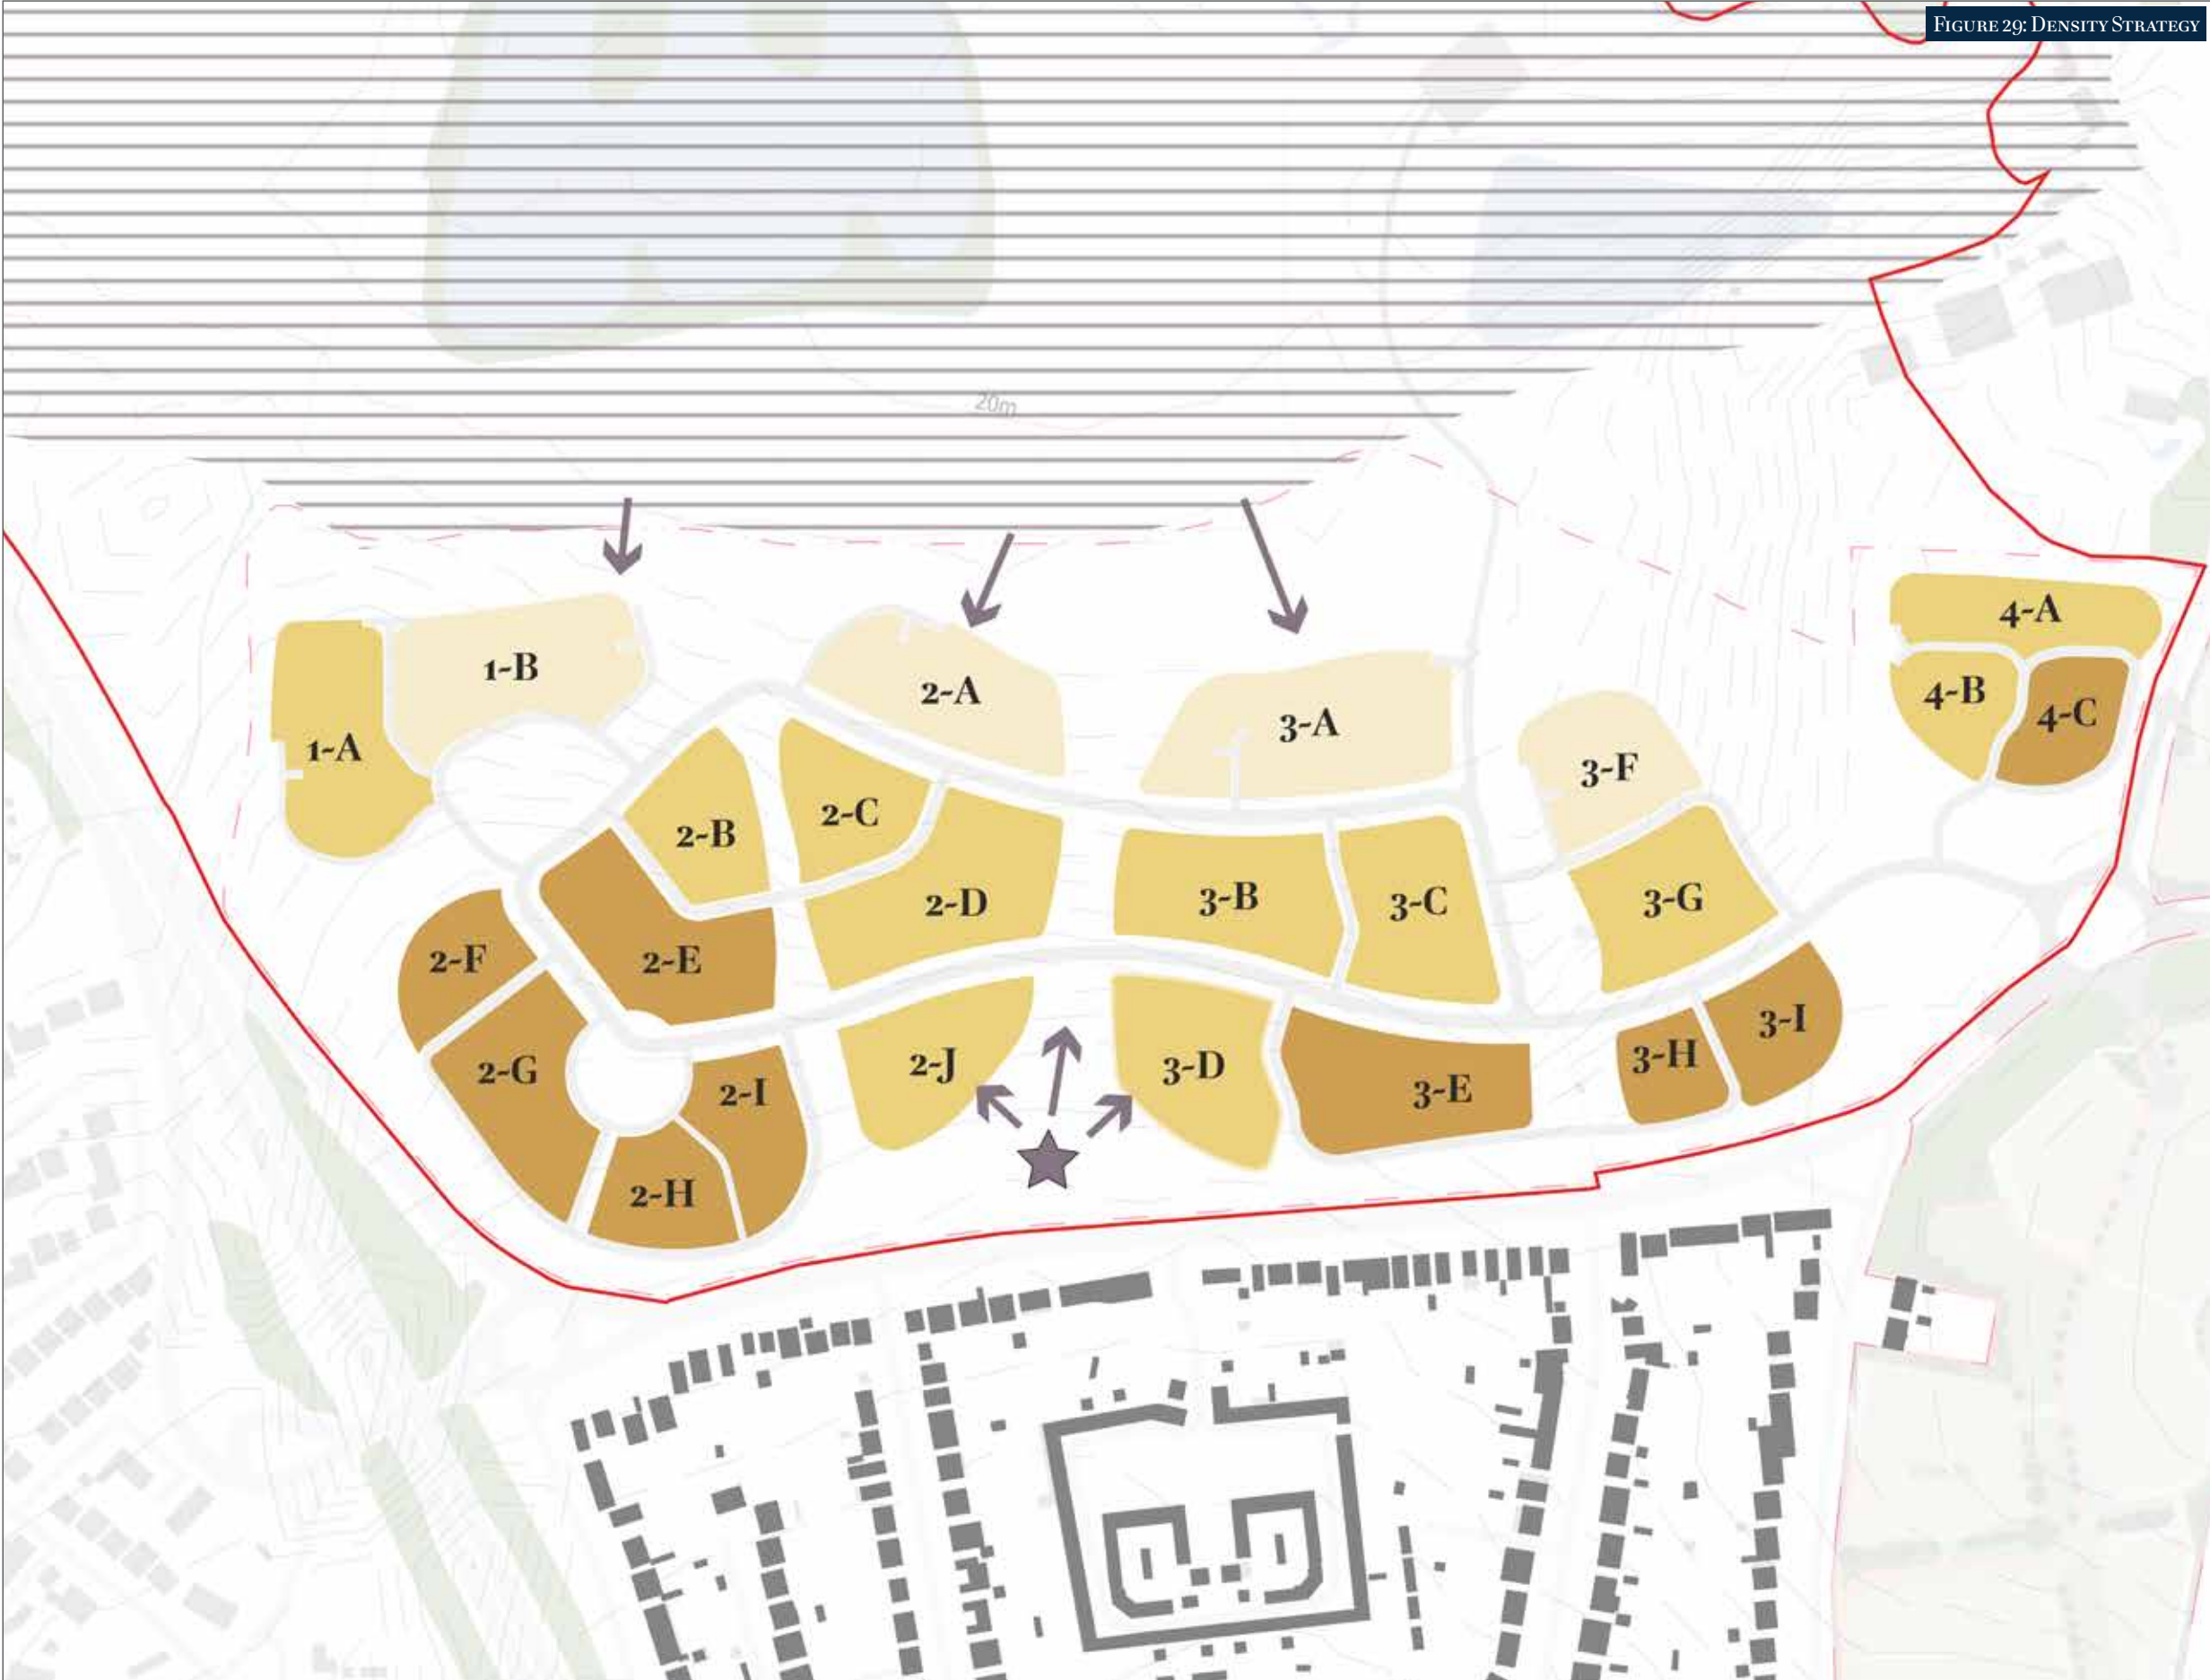 FIGURE 29: DENSITY STRATEGY
20m
4-A
1-B
2-A
4-B
4-C
3-A
1-A
3-F
2-C
2-B
3-B
3-G
2-D
3-C
2-F
2-E
3-I
3-H
2-J
3-D
2-G
3-E
2-I
2-H